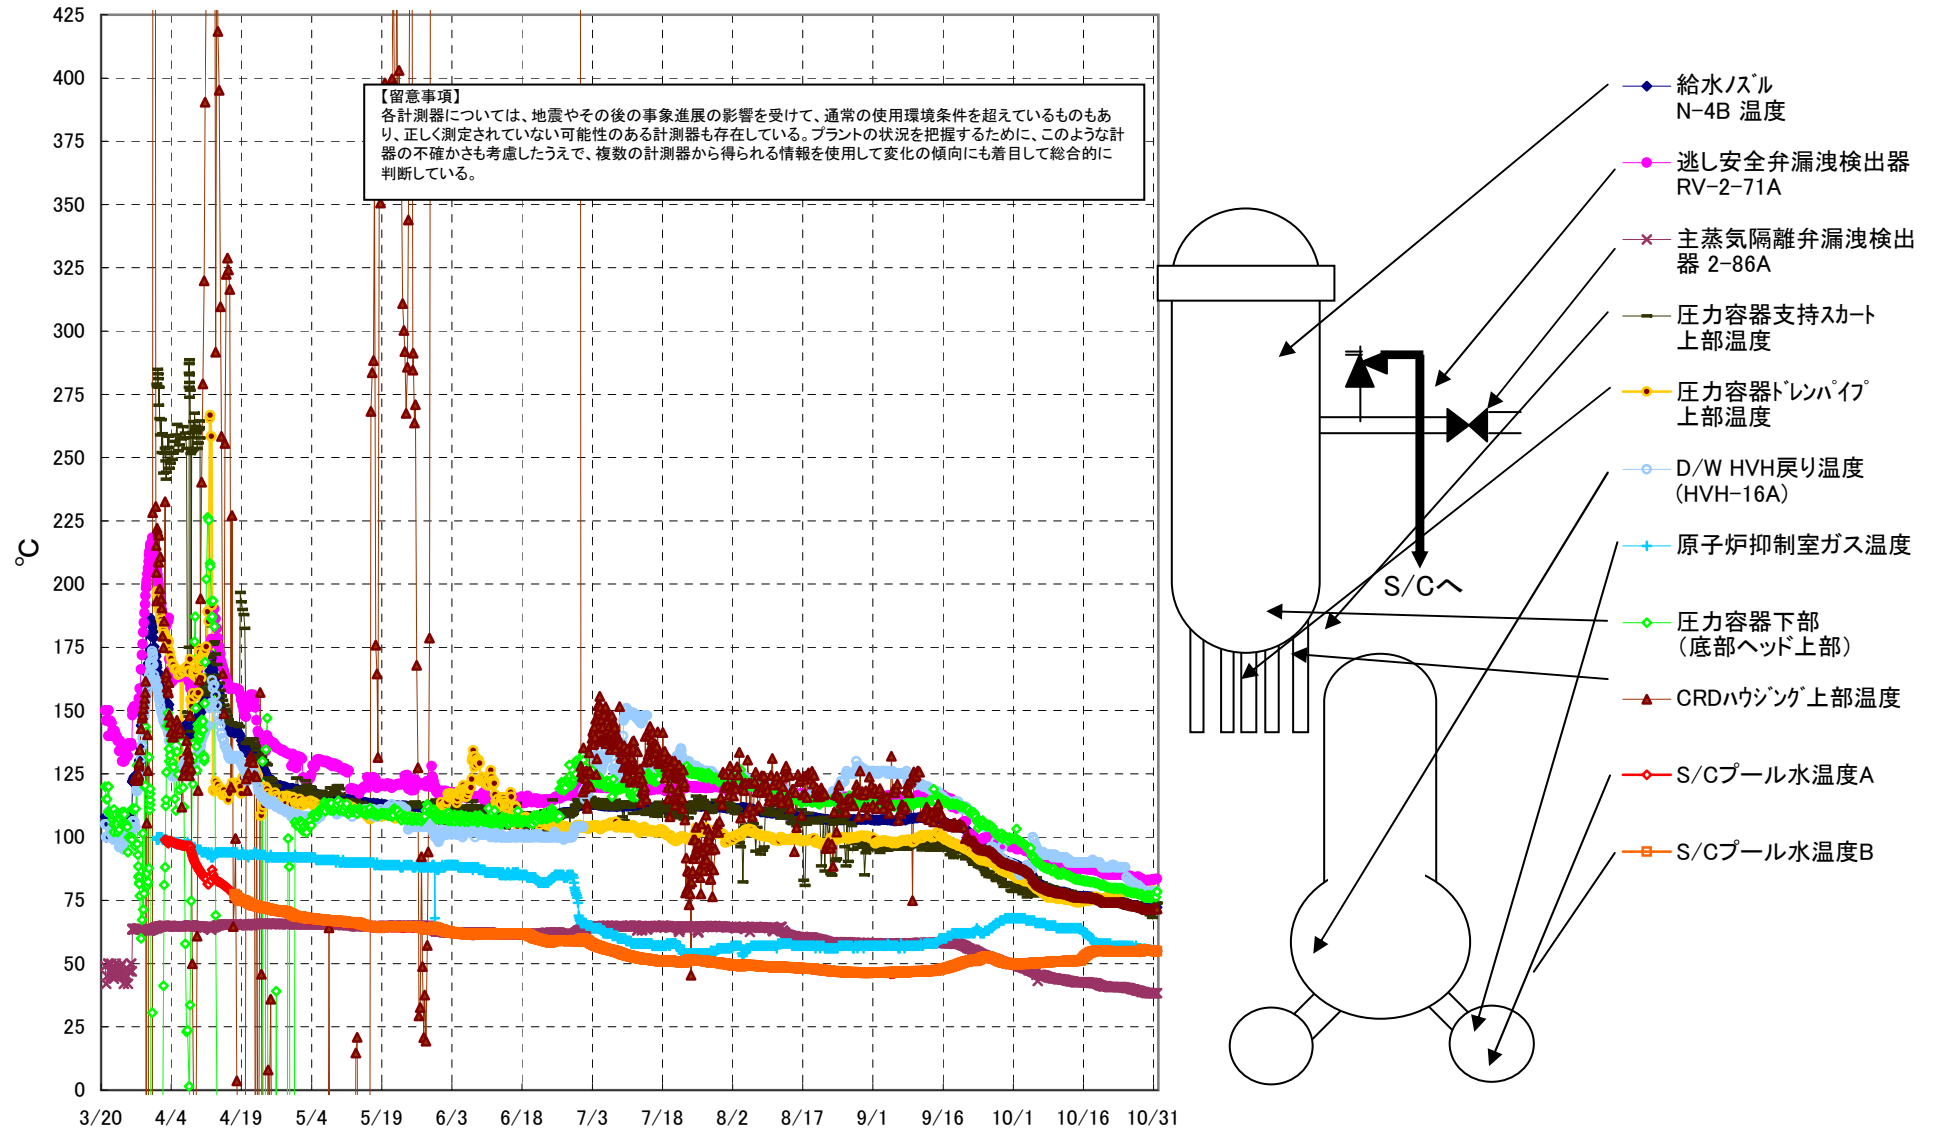 425
400
375
350
325
300
275
250
225
200
175
150
125
100
75
50
25
0
℃
3/20
4/4
4/19
5/4
5/19
6/3
6/18
7/3
7/18
8/2
8/17
9/1
9/16
10/1
10/16
10/31
【留意事項】
各計測器については、地震やその後の事象進展の影響を受けて、通常の使用環境条件を超えているものもあ
り、正しく測定されていない可能性のある計測器も存在している。プラントの状況を把握するために、このような計
器の不確かさも考慮したうえで、複数の計測器から得られる情報を使用して変化の傾向にも着目して総合的に
判断している。
S/Cへ
給水ﾉｽﾞﾙ
N-4B 温度
逃し安全弁漏洩検出器
RV-2-71A
主蒸気隔離弁漏洩検出
器 2-86A
圧力容器支持ｽｶｰﾄ
上部温度
圧力容器ﾄﾞﾚﾝﾊﾟｲﾌﾟ
上部温度
D/W HVH戻り温度
(HVH-16A)
原子炉抑制室ガス温度
圧力容器下部
（底部ヘッド上部）
CRDﾊｳｼﾞﾝｸﾞ上部温度
S/Cプール水温度A
S/Cプール水温度B